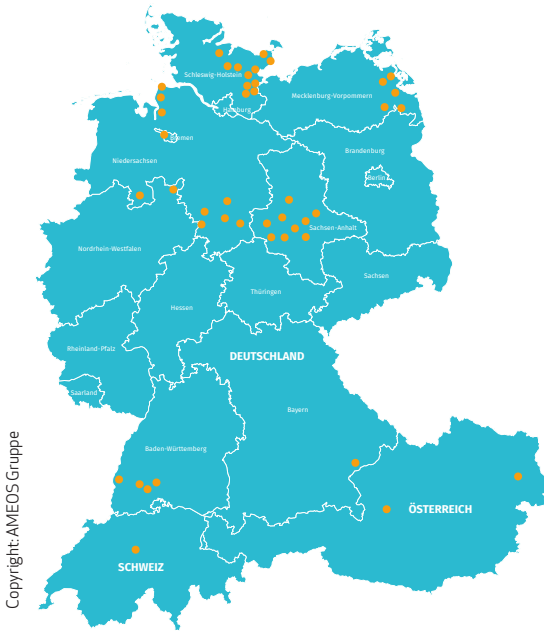 Schleswig-Holstein
Mecklenburg-Vorpommern
Hamburg
Bremen
Brandenburg
Niedersachsen
Berlin
Sachsen-Anhalt
Nordrhein-Westfalen
Sachsen
Thüringen
Hessen
Rheinland-Pfalz
DEUTSCHLAND
Saarland
Bayern
Baden-Württemberg
ÖSTERREICH
SCHWEIZ
Copyright: AMEOS Gruppe